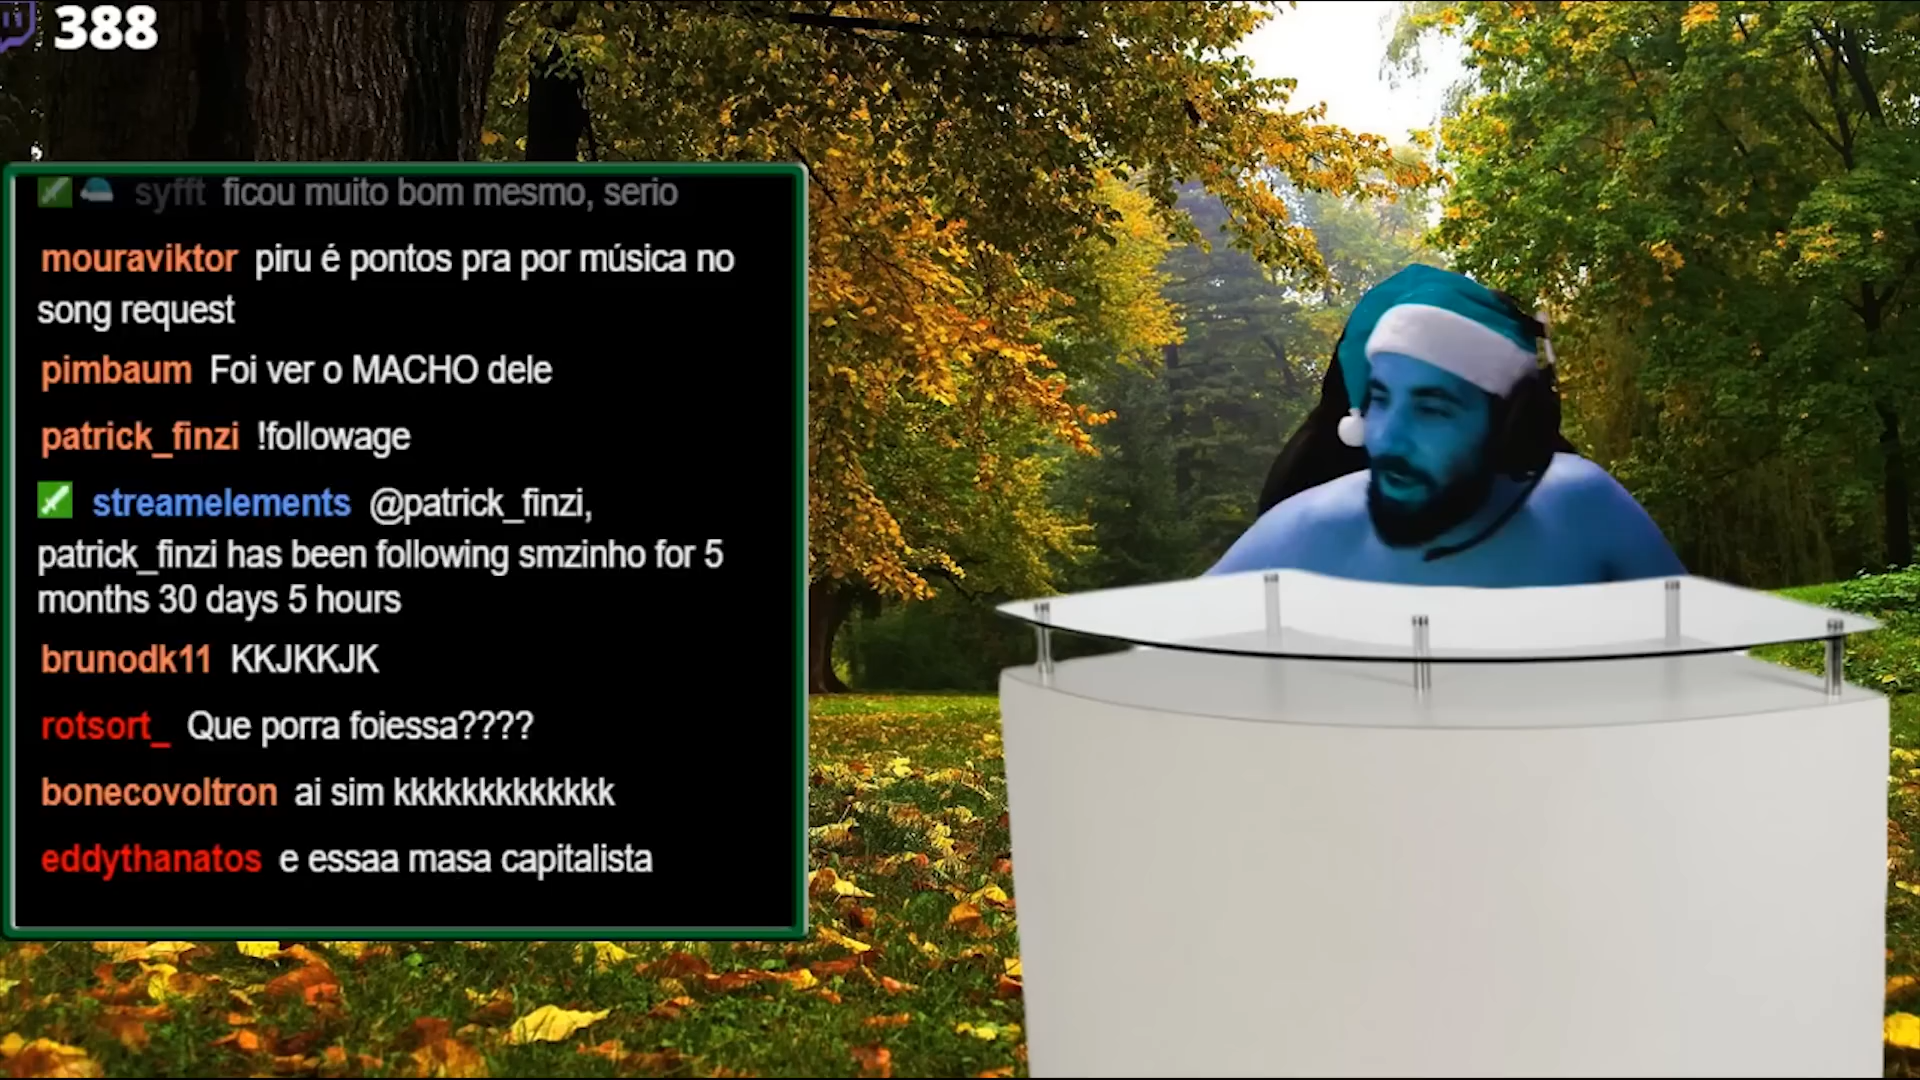 388
syfft ficou muito bom mesmo, serio
mouraviktor piru é pontos pra por música no
song request
pimbaum Foi ver o MACHO dele
patrick_finzi !followage
streamelements @patrick_finzi,
patrick_finzi has been following smzinho for 5
months 30 days 5 hours
brunodk11 KKJKKJK
rotsort_ Que porra foiessa????
bonecovoltron ai sim kkkkkkkkkkkkk
eddythanatos e essaa masa capitalista